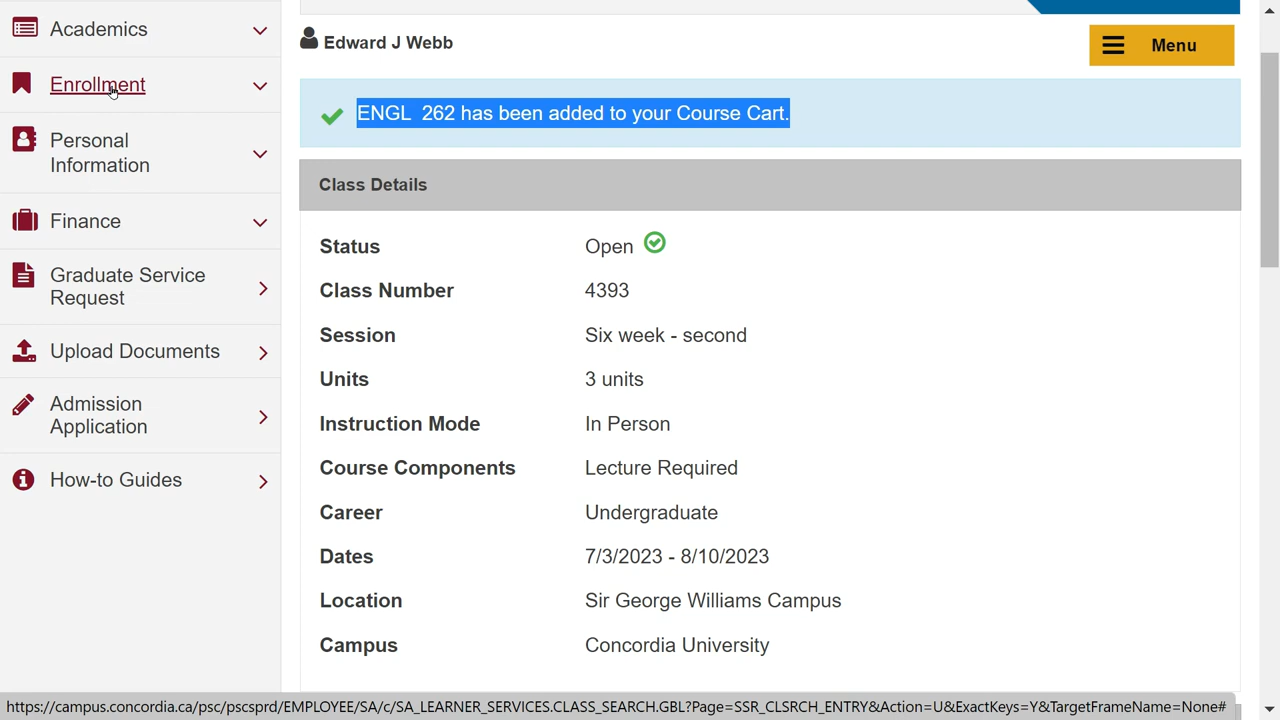 Academics
Enrollment
Personal
Information
Finance
Graduate Service
Request
Upload Documents
Admission
Application
How-to Guides
Edward J Webb
Menu
ENGL  262 has been added to your Course Cart.
Class Details
Status Open
Class Number 4393
Session Six week - second
Units 3 units
Instruction Mode In Person
Course Components Lecture Required
Career Undergraduate
Dates 7/3/2023 - 8/10/2023
Location Sir George Williams Campus
Campus Concordia University
https://campus.concordia.ca/psc/pscsprd/EMPLOYEE/SA/c/SA_LEARNER_SERVICES.CLASS_SEARCH.GBL?Page=SSR_CLSRCH_ENTRY&Action=U&ExactKeys=Y&TargetFrameName=None#